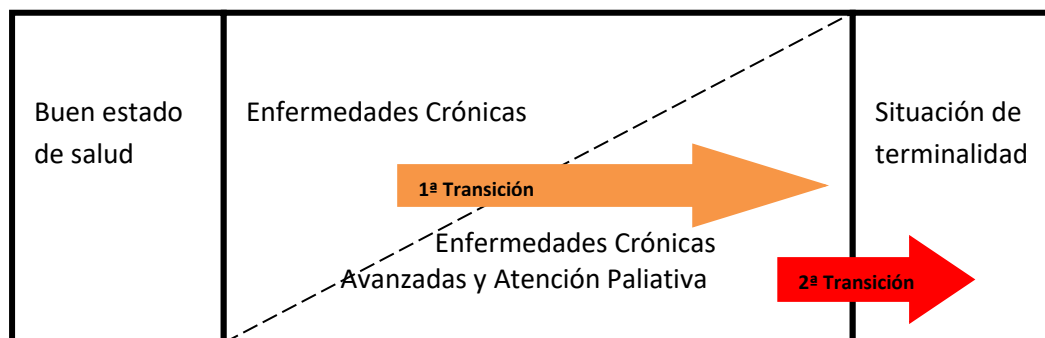 Buen estado
de salud
Enfermedades Crónicas
1ª Transición
Enfermedades Crónicas
Avanzadas y Atención Paliativa
Situación de
terminalidad
2ª Transición